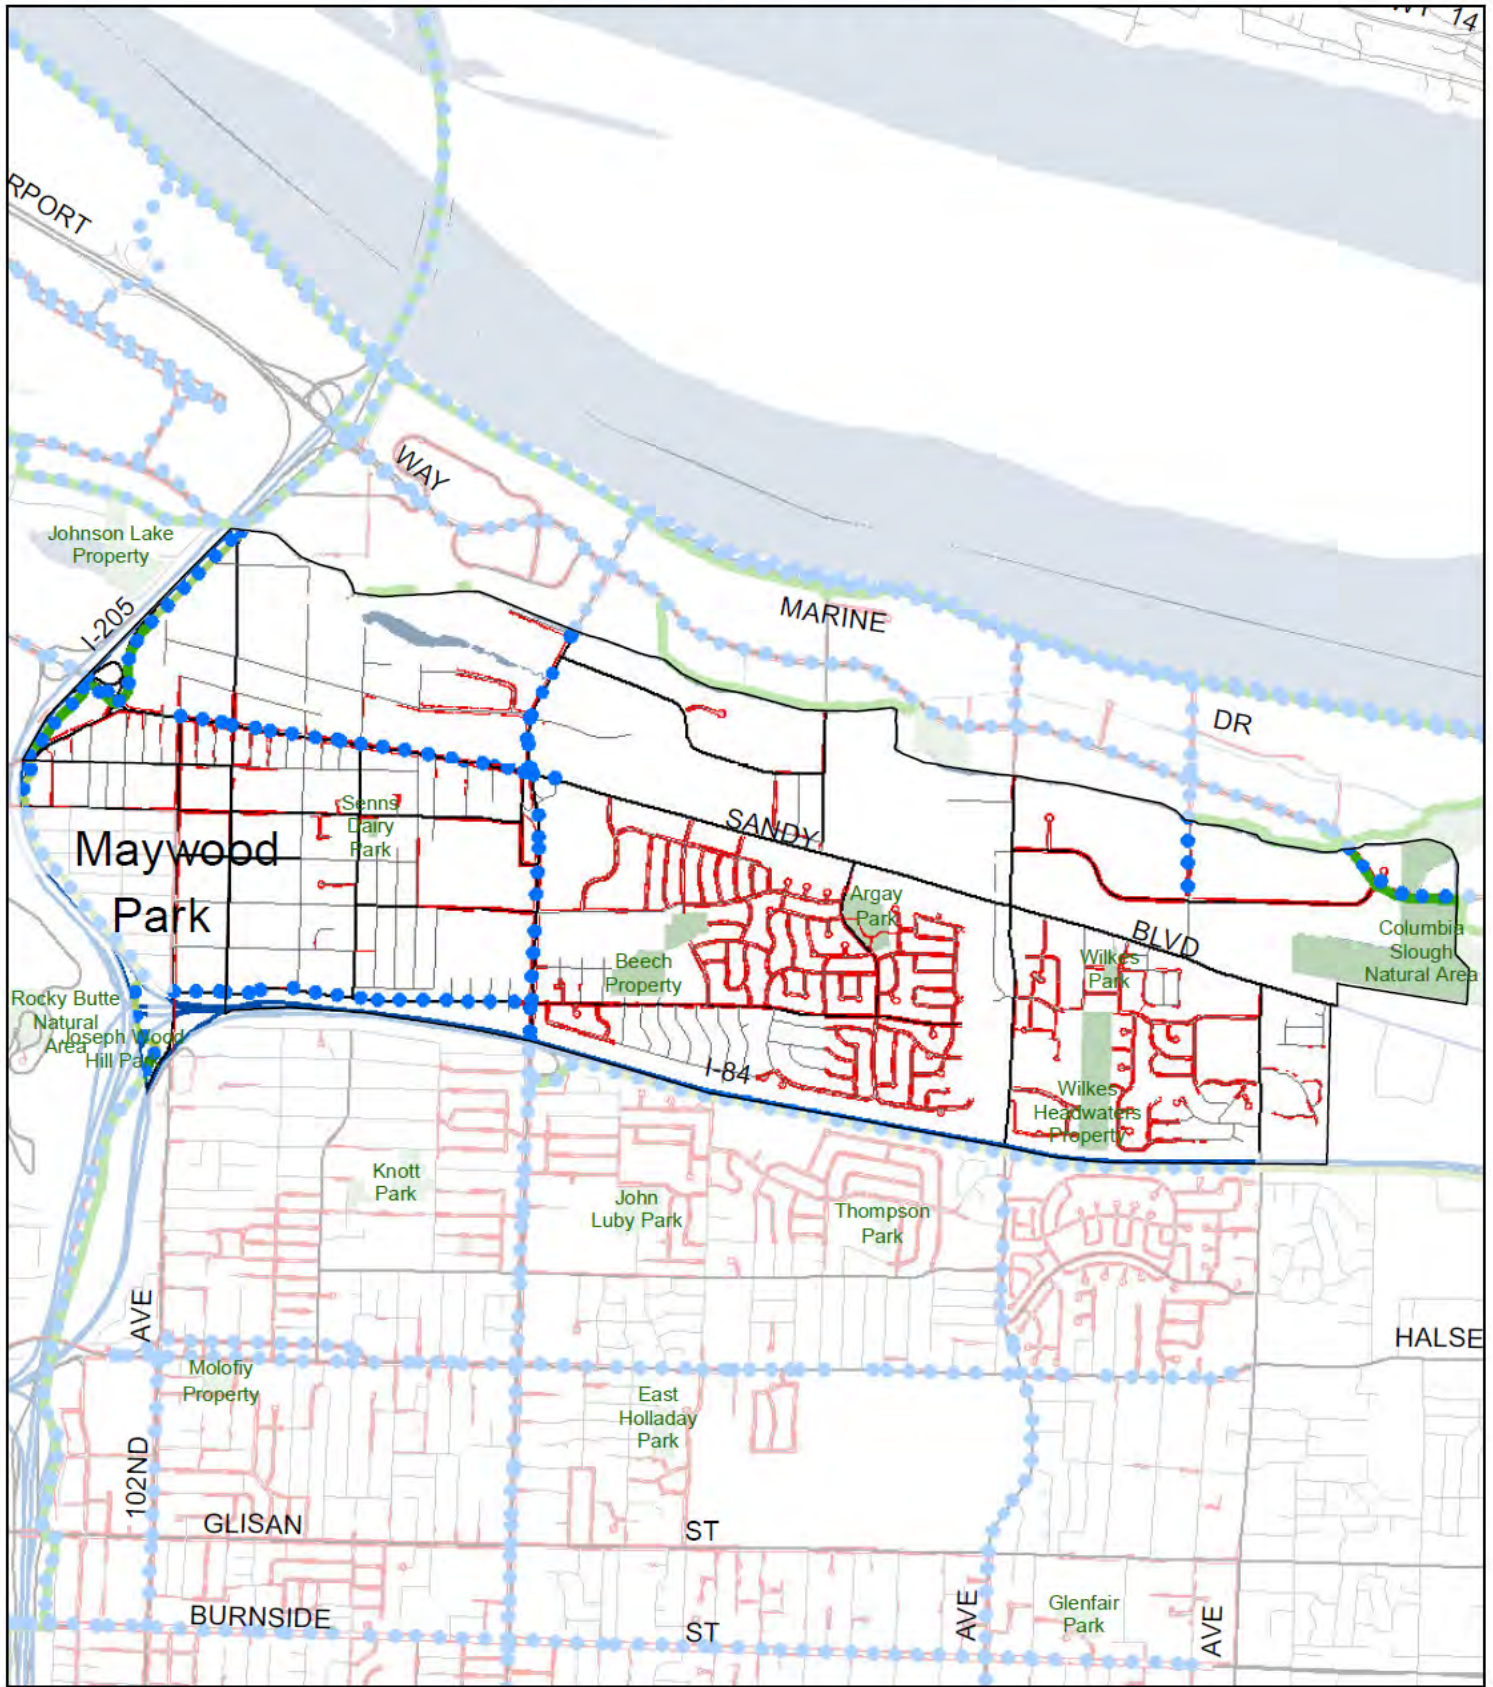 14
RPORT
WAY
Johnson Lake
Property
I-205
MARINE
DR
Senns
Dairy
Park
SANDY
Maywood
Park
Argay
Park
BLVD
Columbia
Slough
Natural Area
Beech
Property
Wilkes
Park
Rocky Butte
Natural
Area
Joseph Wood
Hill Park
I-84
Wilkes
Headwaters
Property
Knott
Park
John
Luby Park
Thompson
Park
AVE
HALSE
Molofiy
Property
East
Holladay
Park
102ND
GLISAN
ST
BURNSIDE
ST
AVE
Glenfair
Park
AVE